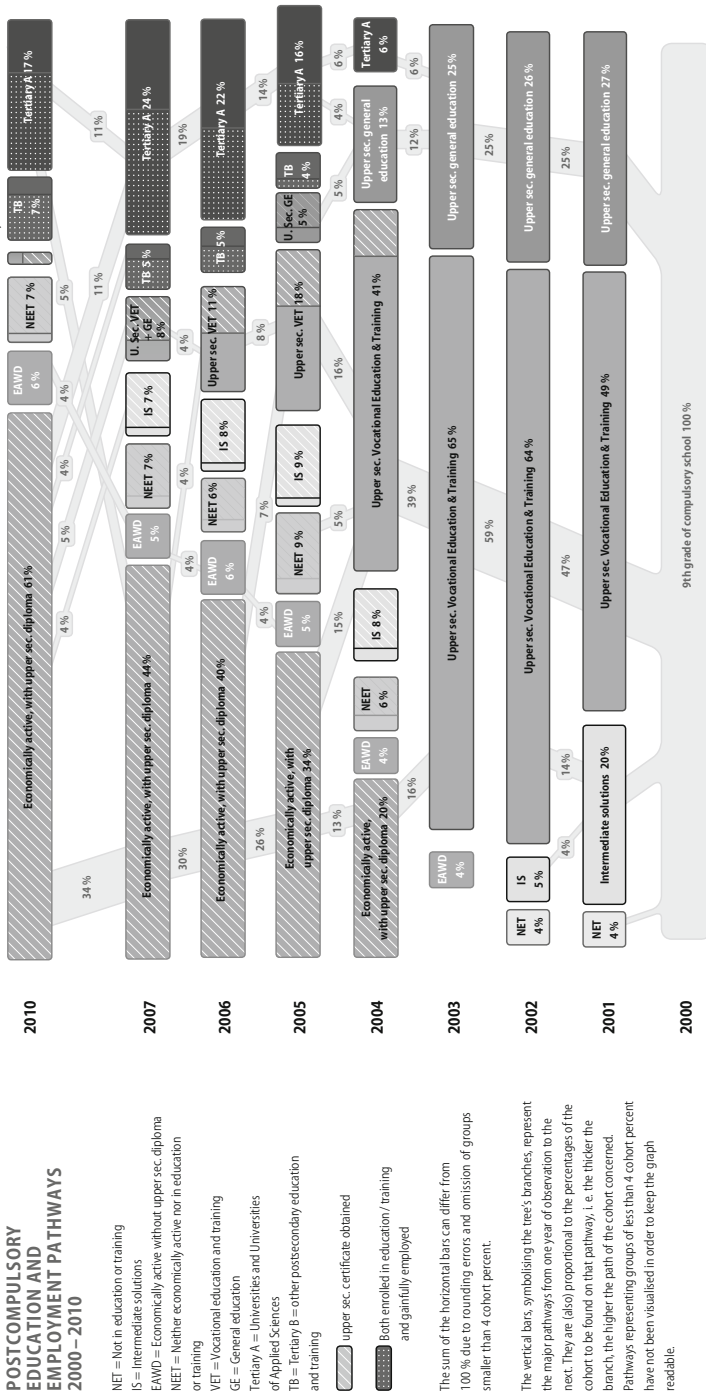 POSTCOMPULSORY
EDUCATION AND
EMPLOYMENT PATHWAYS
2000–2010
NET = Not in education or training
IS = Intermediate solutions
EAWD = Economically active without upper sec. diploma
NEET = Neither economically active nor in education
or training
VET = Vocational education and training
GE = General education
Tertiary A = Universities and Universities
of Applied Sciences
TB = Tertiary B = other postsecondary education
and training
upper sec. certificate obtained
Both enrolled in education / training
and gainfully employed
The sum of the horizontal bars can differ from
100 % due to rounding errors and omission of groups
smaller than 4 cohort percent.
The vertical bars, symbolising the tree's branches, represent
the major pathways from one year of observation to the
next. They are (also) proportional to the percentages of the
cohort to be found on that pathway, i. e. the thicker the
branch, the higher the path of the cohort concerned.
Pathways representing groups of less than 4 cohort percent
have not been visualised in order to keep the graph
readable.
2010
Economically active, with upper sec. diploma 61%
EAWD
6 %
NEET 7 %
TB
7%
Tertiary A 17 %
34 %
4 %
5 %
4 %
4 %
5 %
11 %
11 %
2007
Economically active, with upper sec. diploma 44%
EAWD
5 %
NEET 7%
IS 7 %
U. Sec. VET
+ GE
8%
TB 5 %
Tertiary A 24 %
30 %
4 %
4 %
4 %
19 %
2006
Economically active, with upper sec. diploma 40%
EAWD
6 %
NEET 6%
IS 8%
Upper sec. VET 11%
TB 5%
Tertiary A 22 %
26 %
4 %
7 %
8 %
14 %
2005
Economically active, with
upper sec. diploma 34%
EAWD
5 %
NEET 9 %
IS 9 %
Upper sec. VET 18%
U. Sec. GE
5 %
TB
4 %
Tertiary A 16%
13 %
15 %
5 %
16 %
5 %
4 %
6 %
2004
Economically active,
with upper sec. diploma 20%
EAWD
4%
NEET
6 %
IS 8 %
Upper sec. Vocational Education & Training 41%
Upper sec. general
education 13%
Tertiary A
6 %
16 %
39 %
12 %
6 %
2003
EAWD
4 %
Upper sec. Vocational Education & Training 65%
Upper sec. general education 25%
59 %
25 %
2002
NET
4%
IS
5 %
Upper sec. Vocational Education & Training 64%
Upper sec. general education 26%
4 %
14 %
47 %
25 %
2001
NET
4 %
Intermediate solutions 20%
Upper sec. Vocational Education & Training 49%
Upper sec. general education 27%
2000
9th grade of compulsory school 100 %